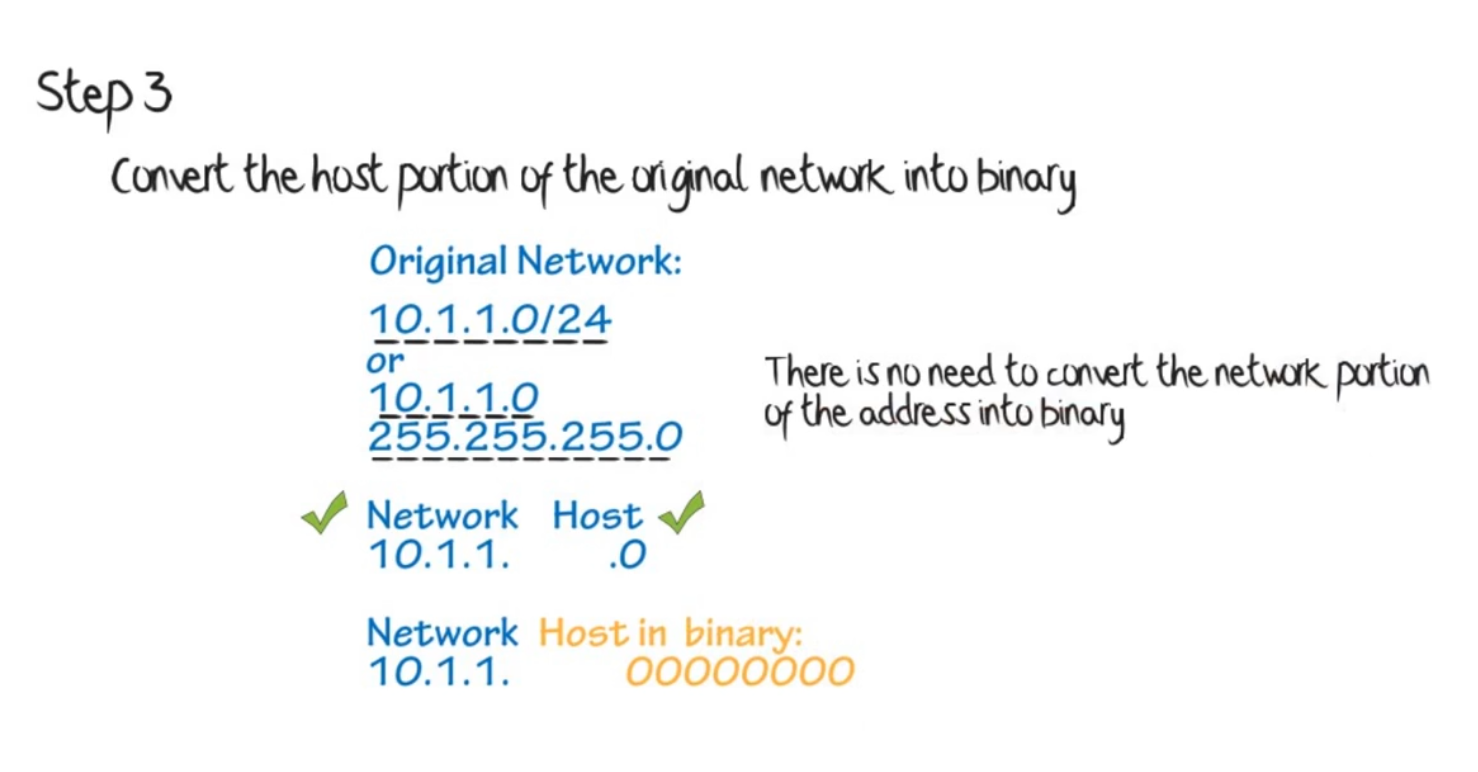 Step 3
Convert the host portion of the original network into binary
Original Network:
10.1.1.0/24
or
10.1.1.0
255.255.255.0
There is no need to convert the network portion
of the address into binary
Network Host
10.1.1. .0
Network Host in binary:
10.1.1. 00000000